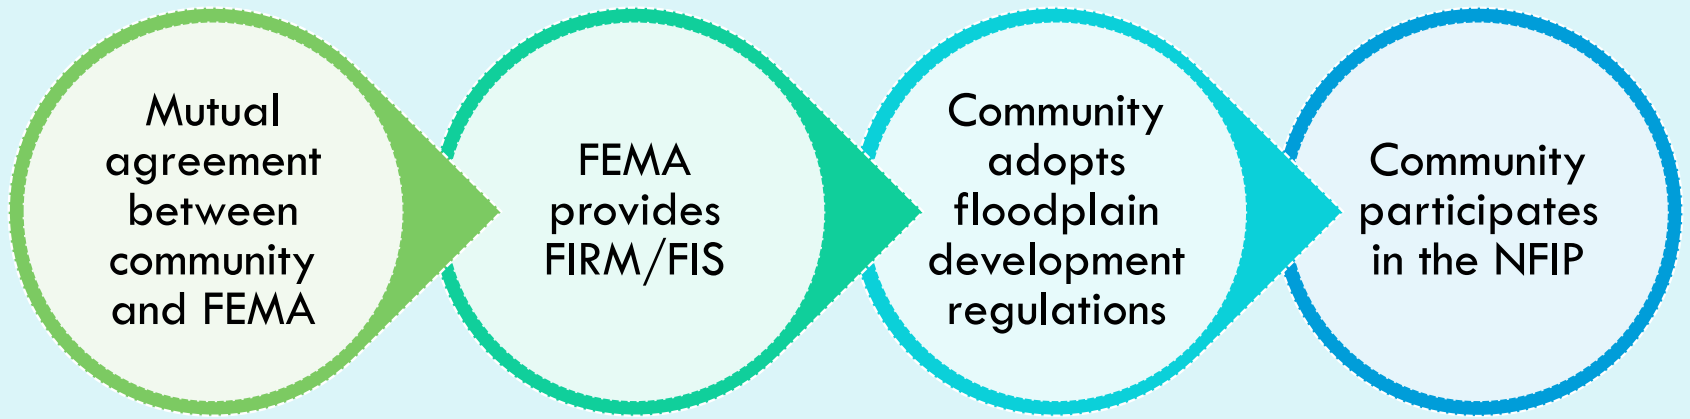 Mutual
agreement
between
community
and FEMA
FEMA
provides
FIRM/FIS
Community
adopts
floodplain
development
regulations
Community
participates
in the NFIP